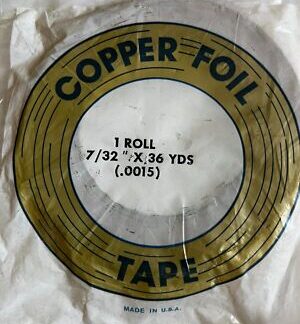 COPPER FOIL
1 ROLL
7/32" X 36 YDS
(.0015)
TAPE
MADE IN U.S.A.